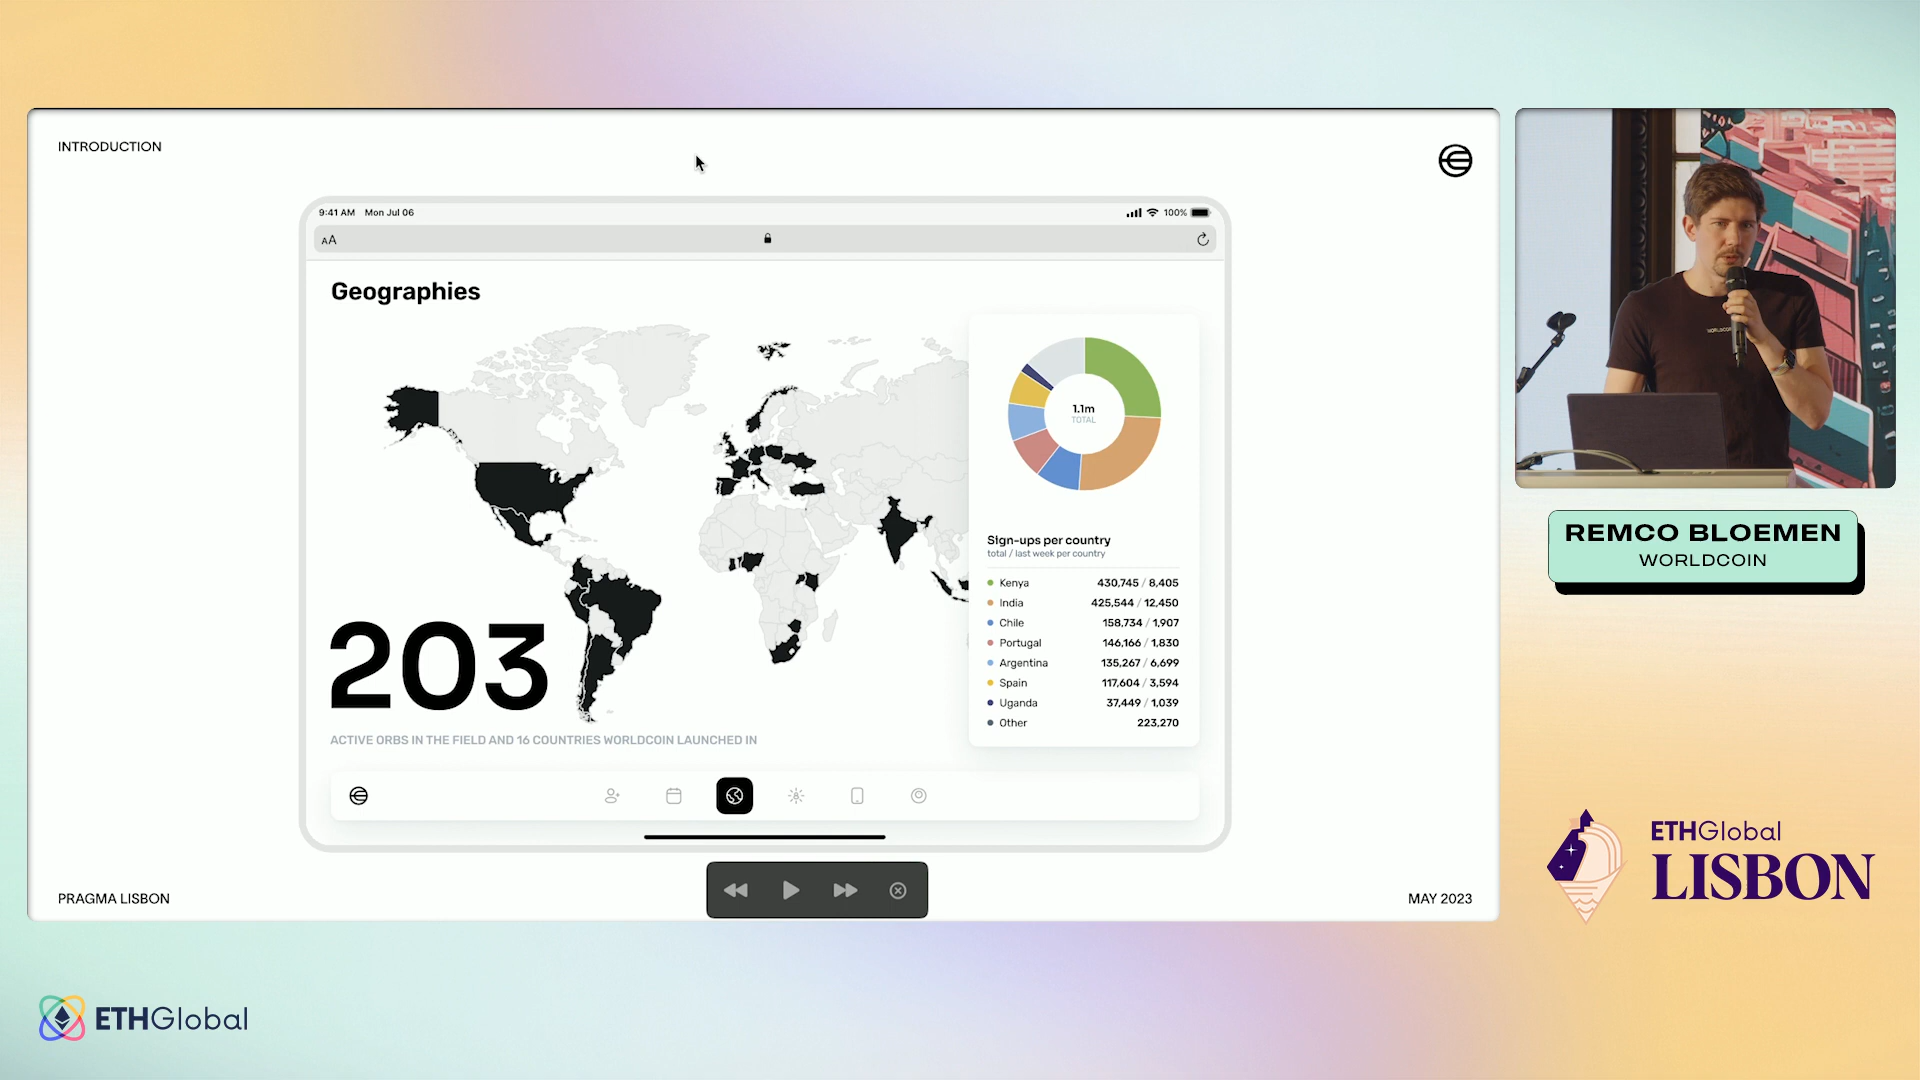 INTRODUCTION
9:41 AM Mon Jul 06
100%
AA
Geographies
1.1m
TOTAL
Sign-ups per country
total / last week per country
Kenya 430,745 / 8,405
India 425,544 / 12,450
Chile 158,734 / 1,907
Portugal 146,166 / 1,830
Argentina 135,267 / 6,699
Spain 117,604 / 3,594
Uganda 37,449 / 1,039
Other 223,270
203
ACTIVE ORBS IN THE FIELD AND 16 COUNTRIES WORLDCOIN LAUNCHED IN
PRAGMA LISBON
MAY 2023
REMCO BLOEMEN
WORLDCOIN
ETHGlobal
LISBON
ETHGlobal